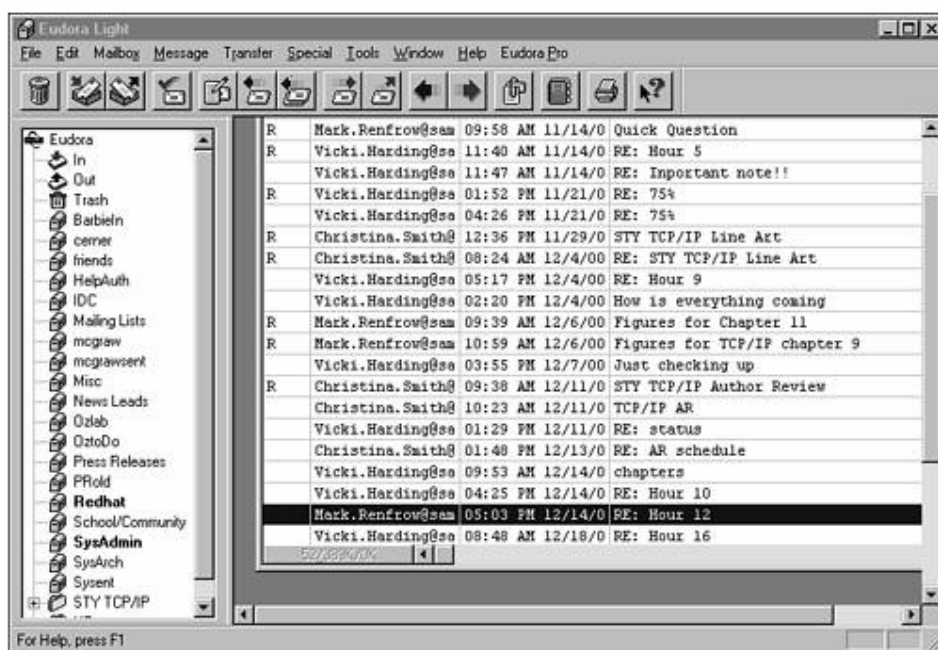 Eudora Light
File Edit Mailbox Message Transfer Special Tools Window Help Eudora Pro
Eudora
In
Out
Trash
BarbieIn
cerner
friends
HelpAuth
IDC
Mailing Lists
mcgraw
mcgrawsent
Misc
News Leads
Ozlab
OztoDo
Press Releases
PRold
Redhat
School/Community
SysAdmin
SysArch
Sysent
STY TCP/IP
R Mark.Renfrow@sam 09:58 AM 11/14/0 Quick Question
R Vicki.Harding@sa 11:40 AM 11/14/0 RE: Hour 5
Vicki.Harding@sa 11:47 AM 11/14/0 RE: Inportant note!!
R Vicki.Harding@sa 01:52 PM 11/21/0 RE: 75%
Vicki.Harding@sa 04:26 PM 11/21/0 RE: 75%
R Christina.Smith@ 12:36 PM 11/29/0 STY TCP/IP Line Art
R Christina.Smith@ 08:24 AM 12/4/00 RE: STY TCP/IP Line Art
Vicki.Harding@sa 05:17 PM 12/4/00 RE: Hour 9
Vicki.Harding@sa 02:20 PM 12/4/00 How is everything coming
R Mark.Renfrow@sam 09:39 AM 12/6/00 Figures for Chapter 11
R Mark.Renfrow@sam 10:59 AM 12/6/00 Figures for TCP/IP chapter 9
Vicki.Harding@sa 03:55 PM 12/7/00 Just checking up
R Christina.Smith@ 09:38 AM 12/11/0 STY TCP/IP Author Review
Christina.Smith@ 10:23 AM 12/11/0 TCP/IP AR
Vicki.Harding@sa 01:29 PM 12/11/0 RE: status
Christina.Smith@ 01:48 PM 12/13/0 RE: AR schedule
Vicki.Harding@sa 09:53 AM 12/14/0 chapters
Vicki.Harding@sa 04:25 PM 12/14/0 RE: Hour 10
Mark.Renfrow@sam 05:03 PM 12/14/0 RE: Hour 12
Vicki.Harding@sa 08:48 AM 12/18/0 RE: Hour 16
For Help, press F1